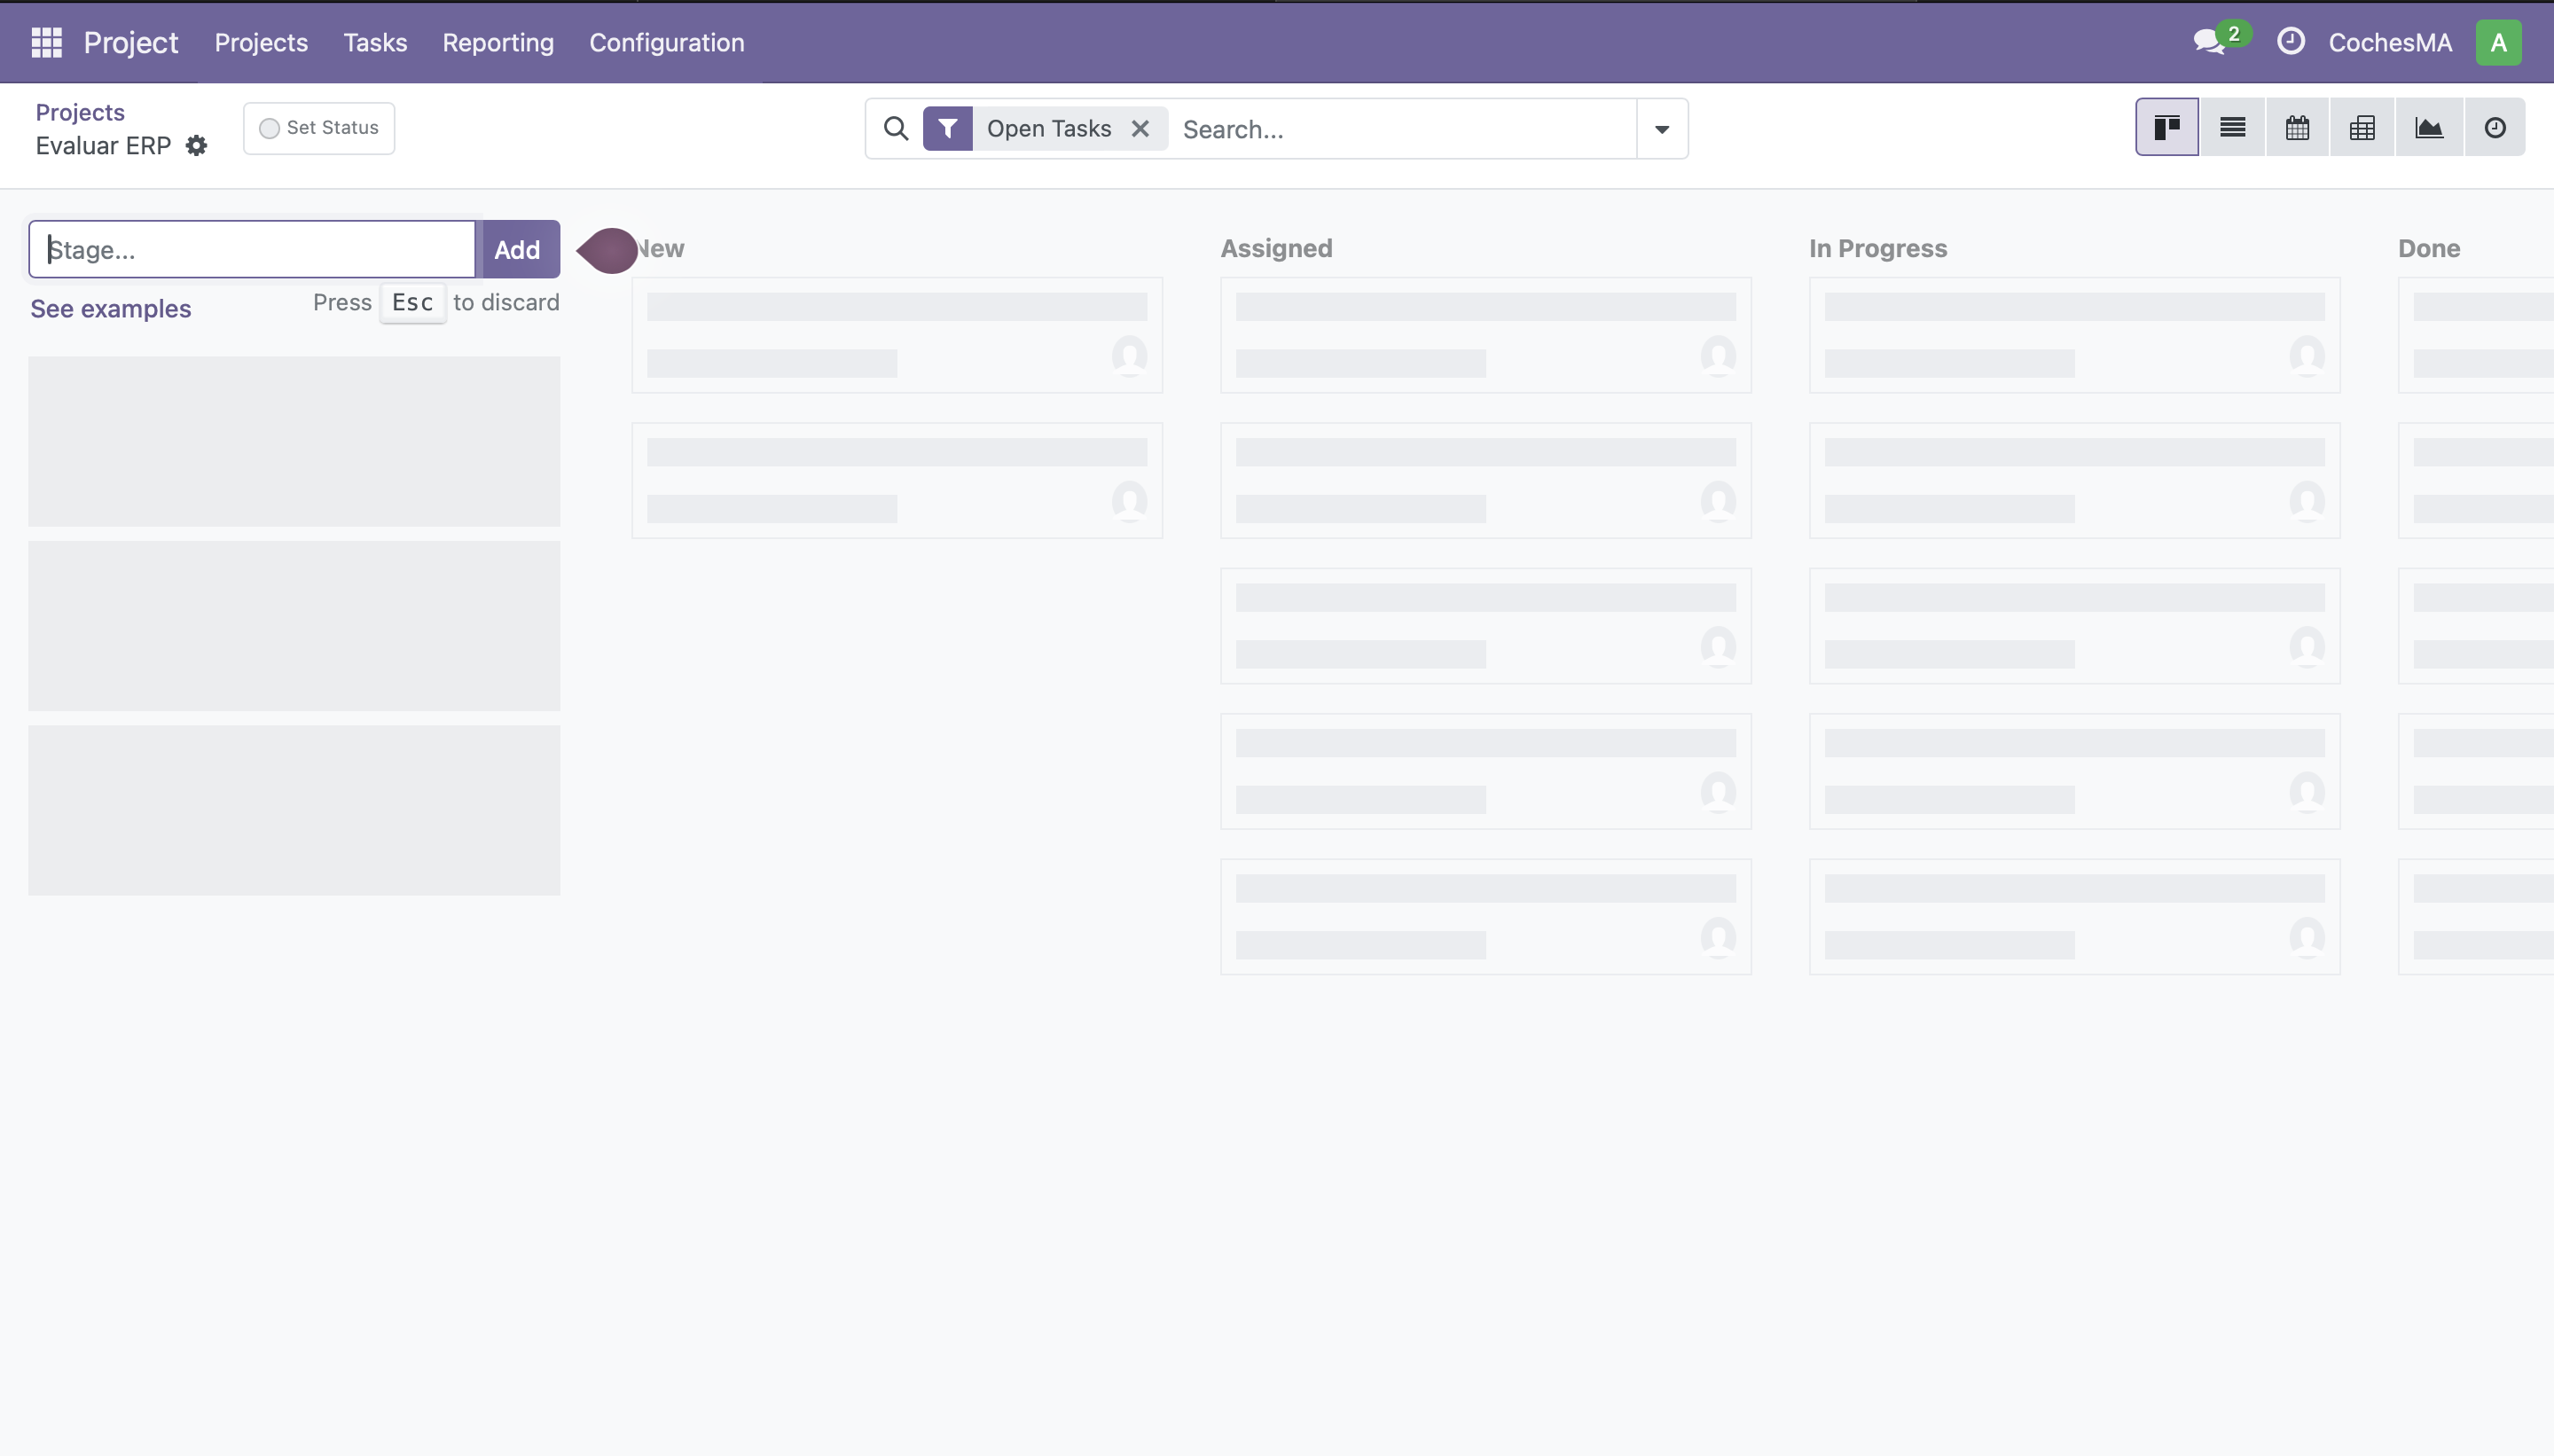 Project Projects Tasks Reporting Configuration 2 CochesMA A
Projects
Evaluar ERP
Set Status
Open Tasks Search...
Stage... Add
See examples Press Esc to discard
New Assigned In Progress Done